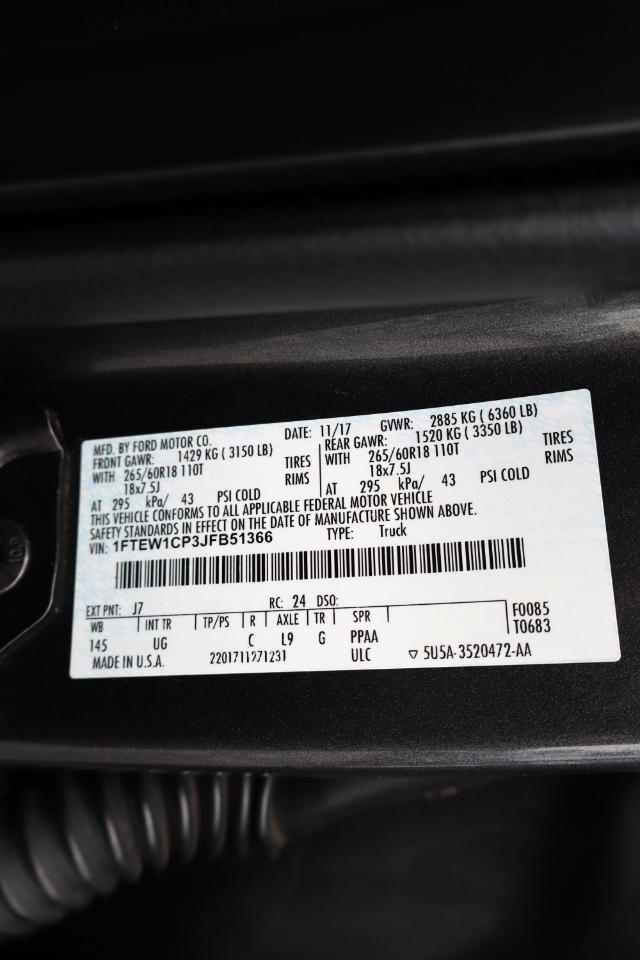 MFD. BY FORD MOTOR CO. DATE: 11/17 GVWR: 2885 KG ( 6360 LB)
FRONT GAWR: 1429 KG ( 3150 LB) REAR GAWR: 1520 KG ( 3350 LB)
WITH 265/60R18 110T TIRES WITH 265/60R18 110T TIRES
18x7.5J RIMS 18x7.5J RIMS
AT 295 kPa/ 43 PSI COLD AT 295 kPa/ 43 PSI COLD
THIS VEHICLE CONFORMS TO ALL APPLICABLE FEDERAL MOTOR VEHICLE
SAFETY STANDARDS IN EFFECT ON THE DATE OF MANUFACTURE SHOWN ABOVE.
VIN: 1FTEW1CP3JFB51366 TYPE: Truck
EXT PNT: J7 RC: 24 DSO: F0085
WB INT TR TP/PS R AXLE TR SPR T0683
145 UG C L9 G PPAA
MADE IN U.S.A. ULC ▽ 5U5A-3520472-AA